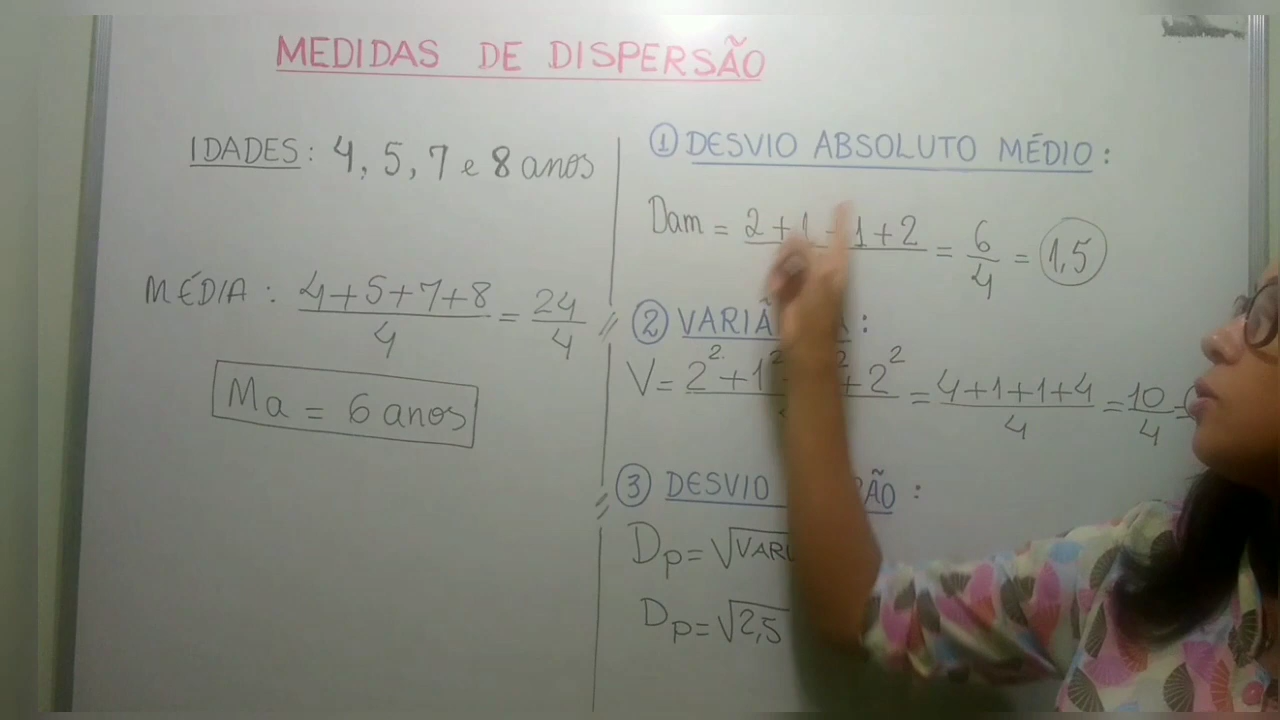 MEDIDAS DE DISPERSÃO
IDADES: 4, 5, 7 e 8 anos
MÉDIA: 4+5+7+8/4 = 24/4
Ma = 6 anos
① DESVIO ABSOLUTO MÉDIO:
Dam = 2+1 1+2 = 6/4 = 1,5
② :
V= 2²+1² ² +2² = 4+1+1+4/4 = 10/4 =
③ DESVIO :
Dp=√
Dp=√2,5